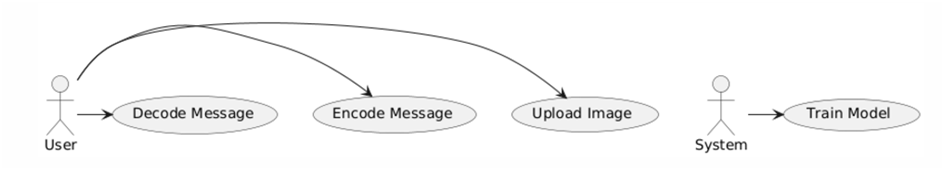 Decode Message
Encode Message
Upload Image
Train Model
User
System